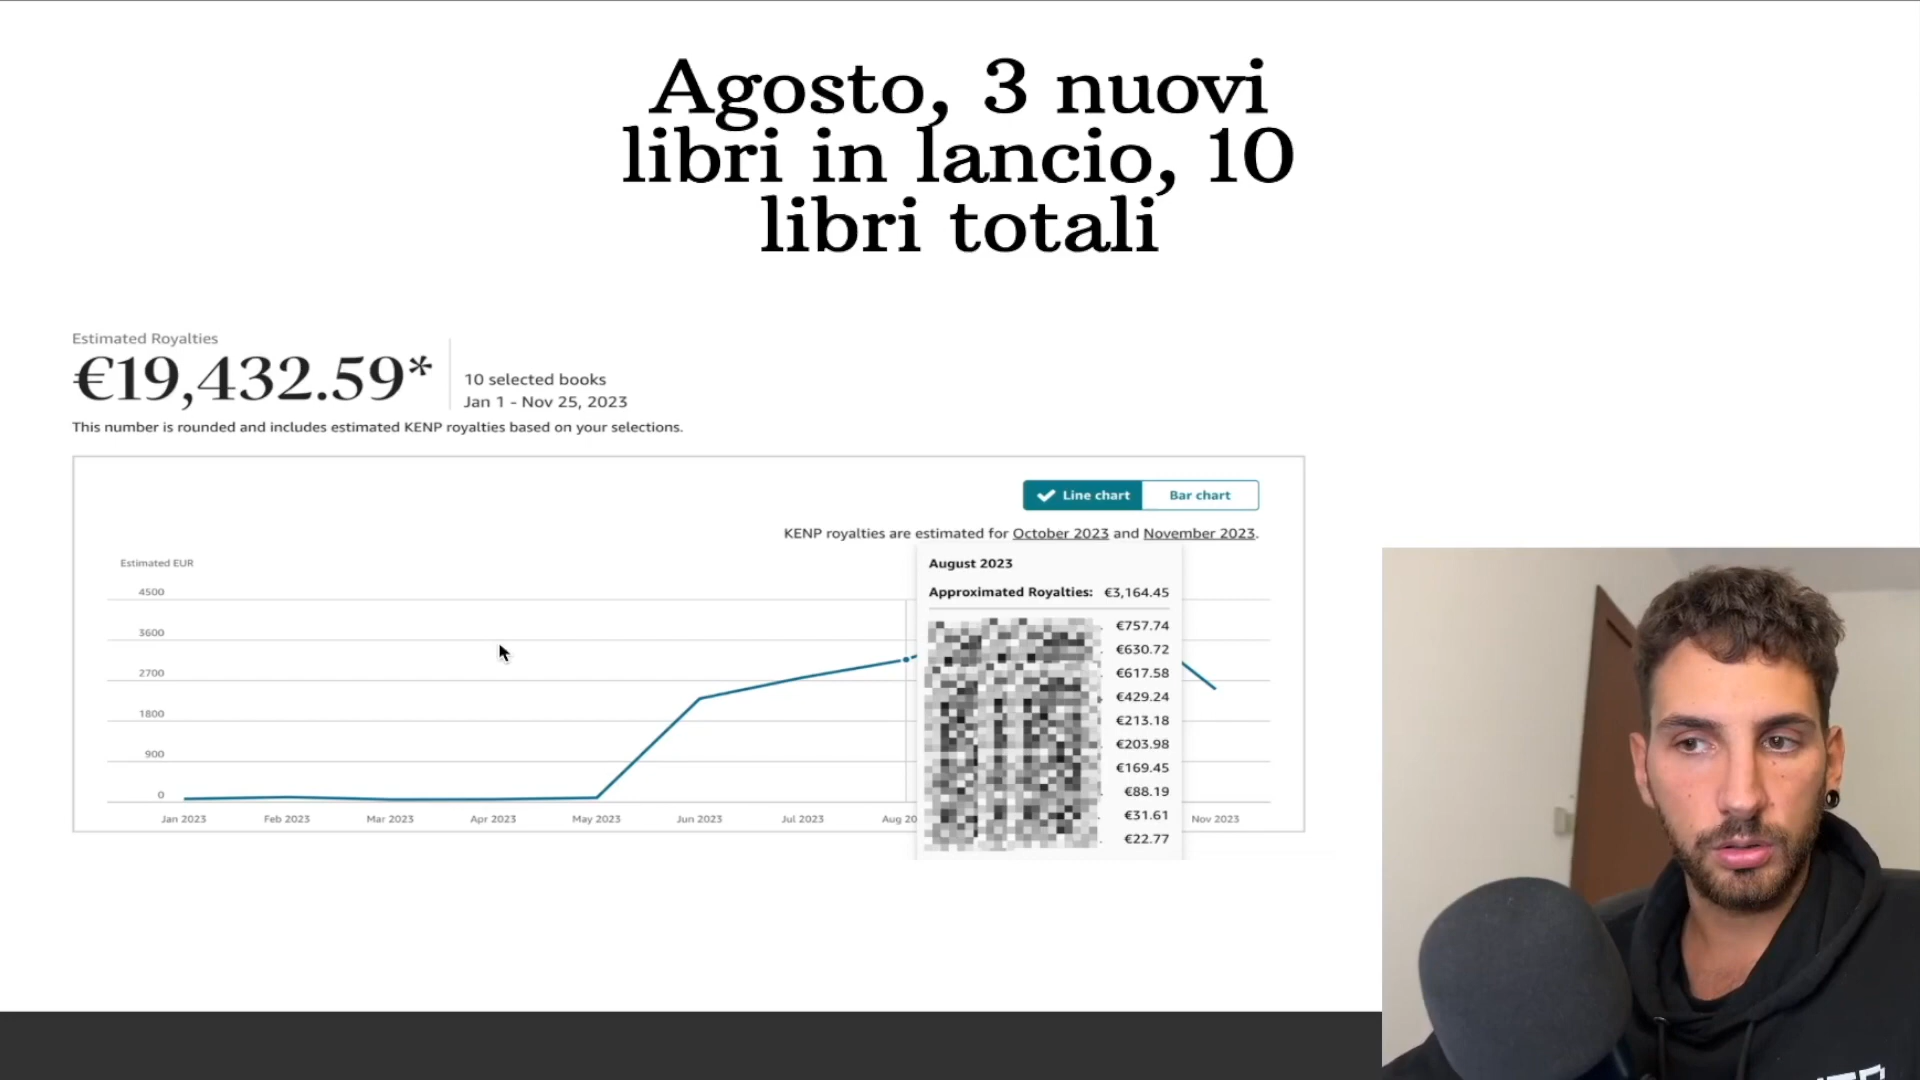 Agosto, 3 nuovi
libri in lancio, 10
libri totali
Estimated Royalties
€19,432.59*
10 selected books
Jan 1 - Nov 25, 2023
This number is rounded and includes estimated KENP royalties based on your selections.
Line chart
Bar chart
KENP royalties are estimated for October 2023 and November 2023.
Estimated EUR
4500
3600
2700
1800
900
0
Jan 2023
Feb 2023
Mar 2023
Apr 2023
May 2023
Jun 2023
Jul 2023
Aug 20
Nov 2023
August 2023
Approximated Royalties: €3,164.45
€757.74
€630.72
€617.58
€429.24
€213.18
€203.98
€169.45
€88.19
€31.61
€22.77